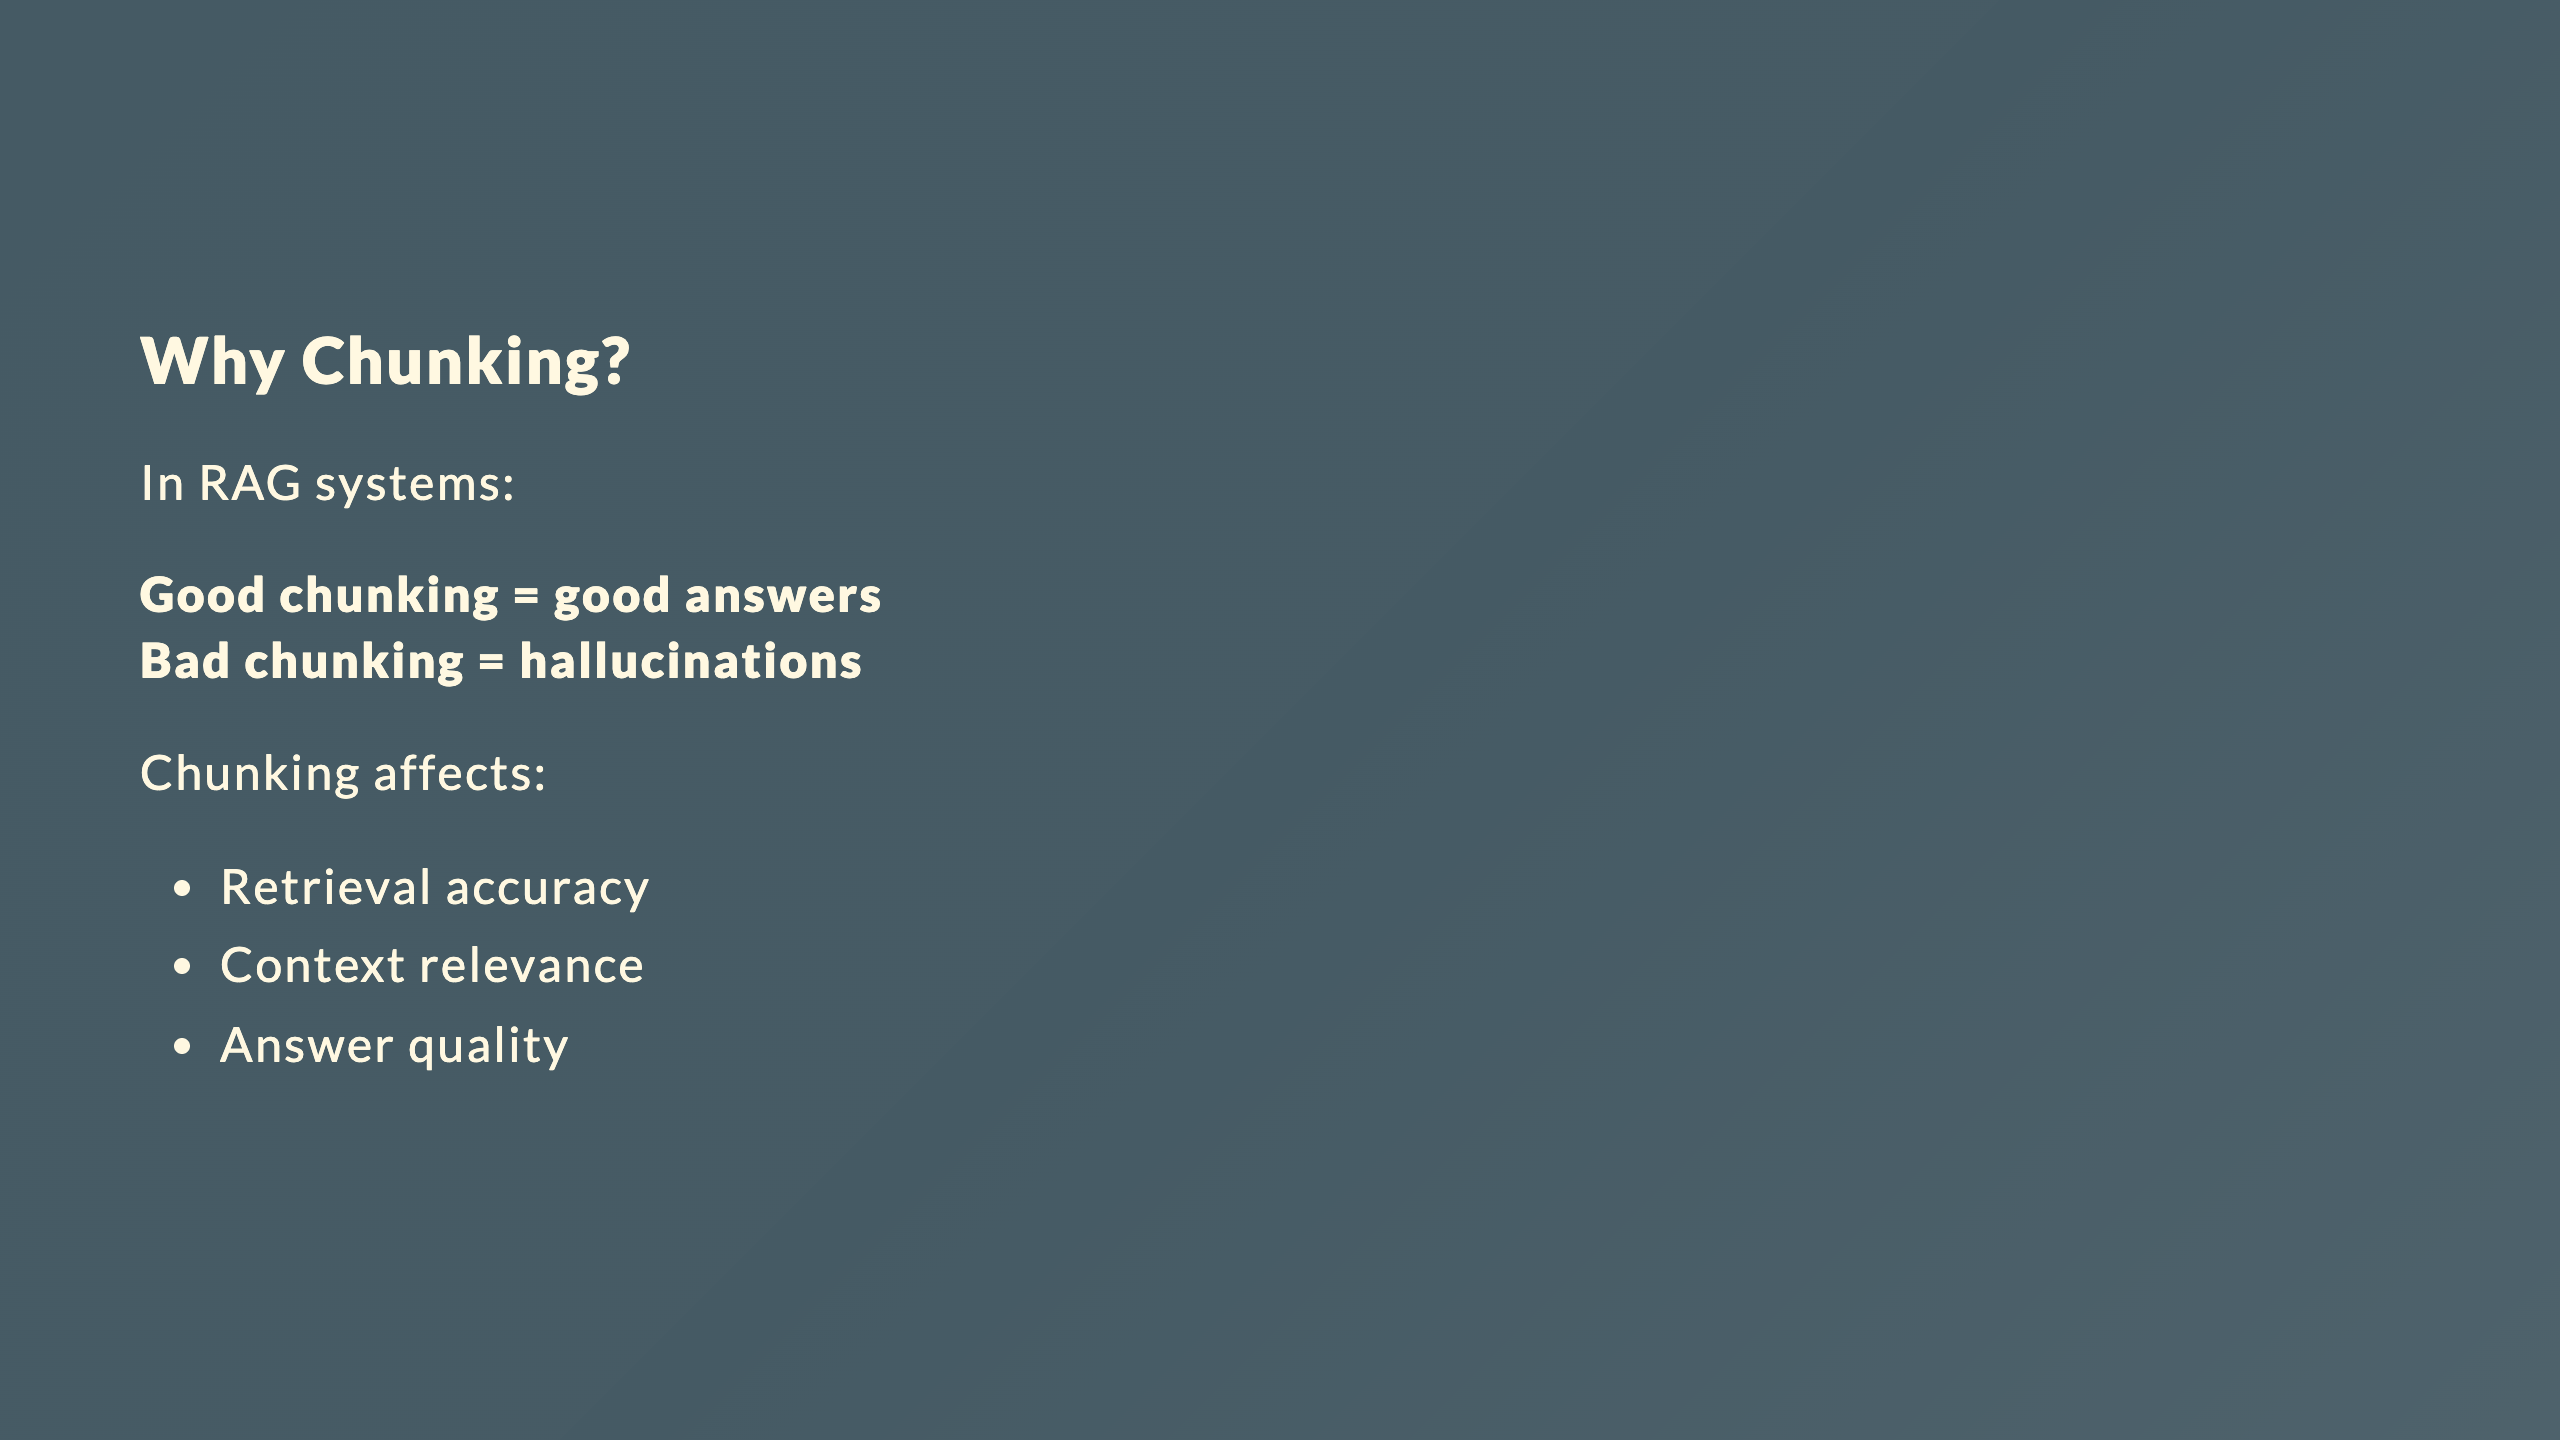 Why Chunking?
In RAG systems:
Good chunking = good answers
Bad chunking = hallucinations
Chunking affects:
• Retrieval accuracy
• Context relevance
• Answer quality